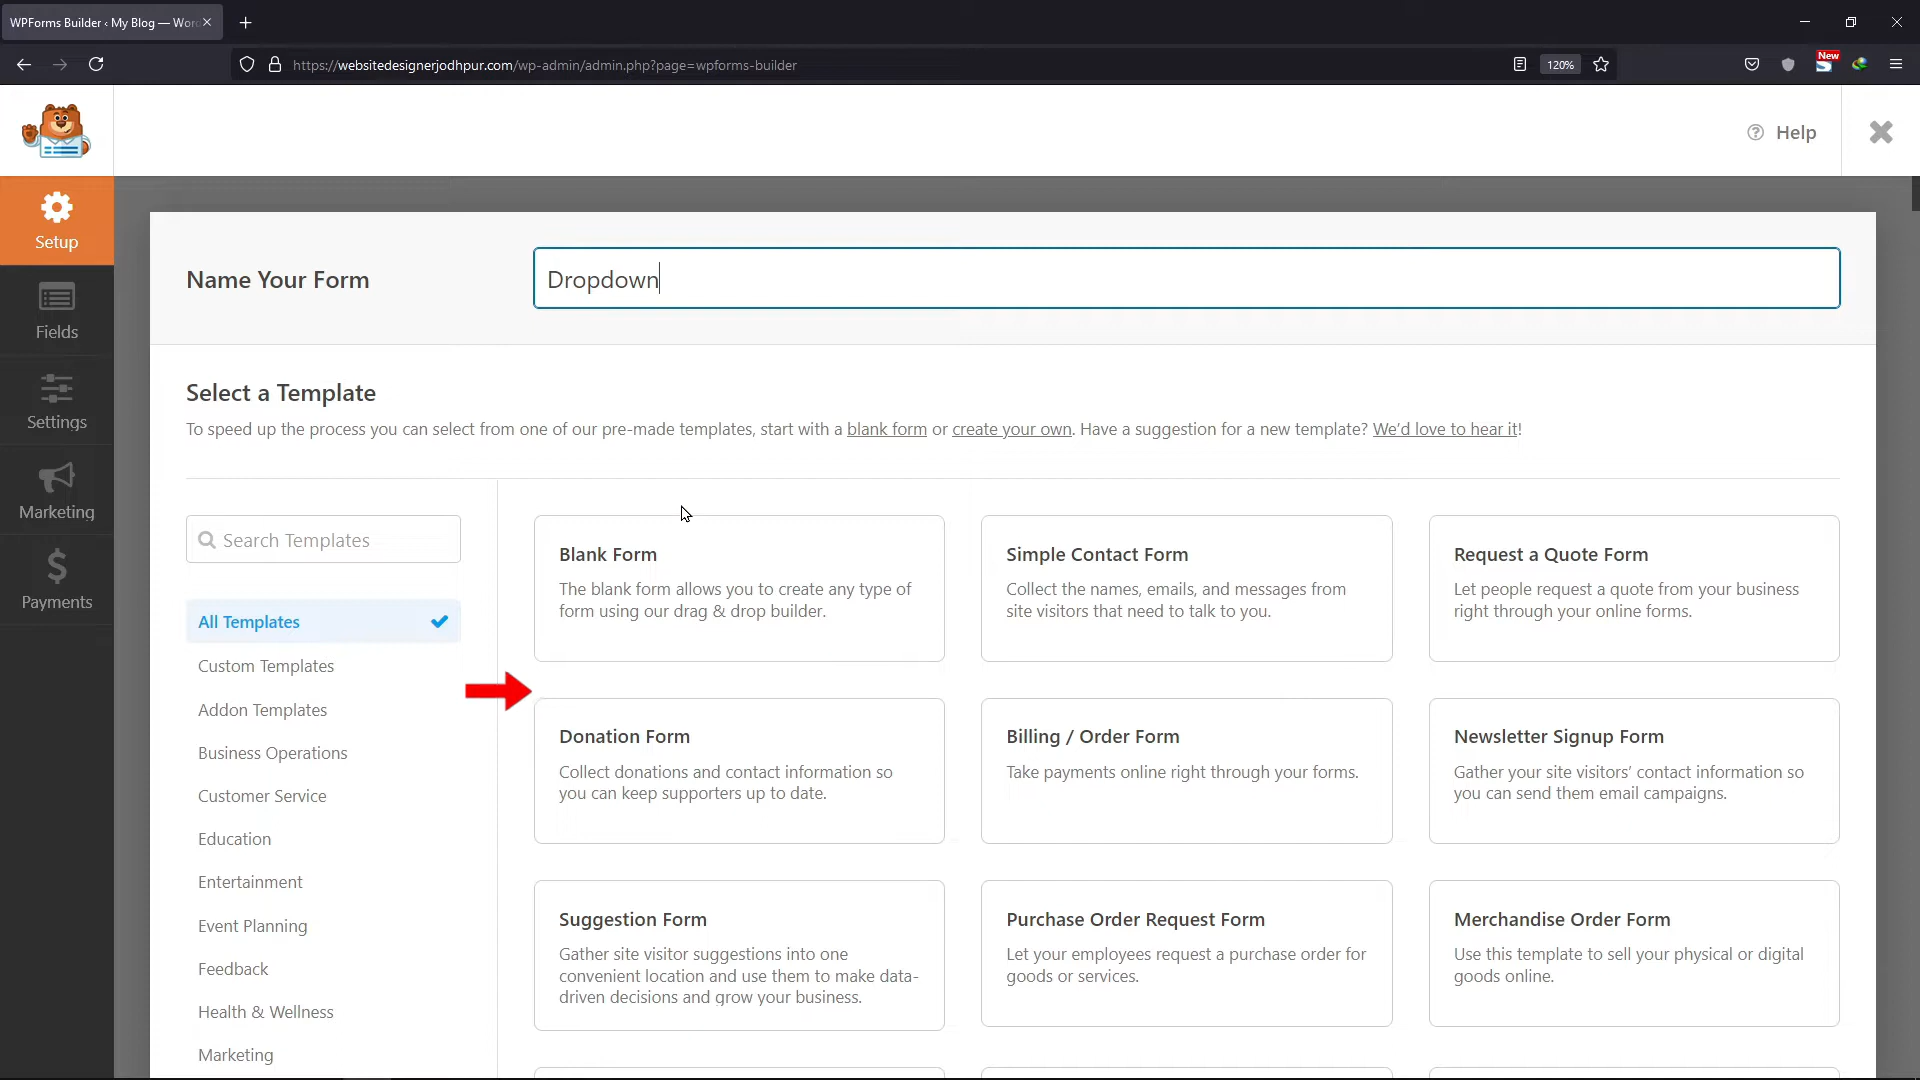 WPForms Builder ‹ My Blog — Wor
https://websitedesignerjodhpur.com/wp-admin/admin.php?page=wpforms-builder
120%
New
Help
Setup
Fields
Settings
Marketing
Payments
Name Your Form
Dropdown
Select a Template
To speed up the process you can select from one of our pre-made templates, start with a blank form or create your own. Have a suggestion for a new template? We'd love to hear it!
Search Templates
All Templates
Custom Templates
Addon Templates
Business Operations
Customer Service
Education
Entertainment
Event Planning
Feedback
Health & Wellness
Marketing
Blank Form
The blank form allows you to create any type of
form using our drag & drop builder.
Simple Contact Form
Collect the names, emails, and messages from
site visitors that need to talk to you.
Request a Quote Form
Let people request a quote from your business
right through your online forms.
Donation Form
Collect donations and contact information so
you can keep supporters up to date.
Billing / Order Form
Take payments online right through your forms.
Newsletter Signup Form
Gather your site visitors’ contact information so
you can send them email campaigns.
Suggestion Form
Gather site visitor suggestions into one
convenient location and use them to make data-
driven decisions and grow your business.
Purchase Order Request Form
Let your employees request a purchase order for
goods or services.
Merchandise Order Form
Use this template to sell your physical or digital
goods online.